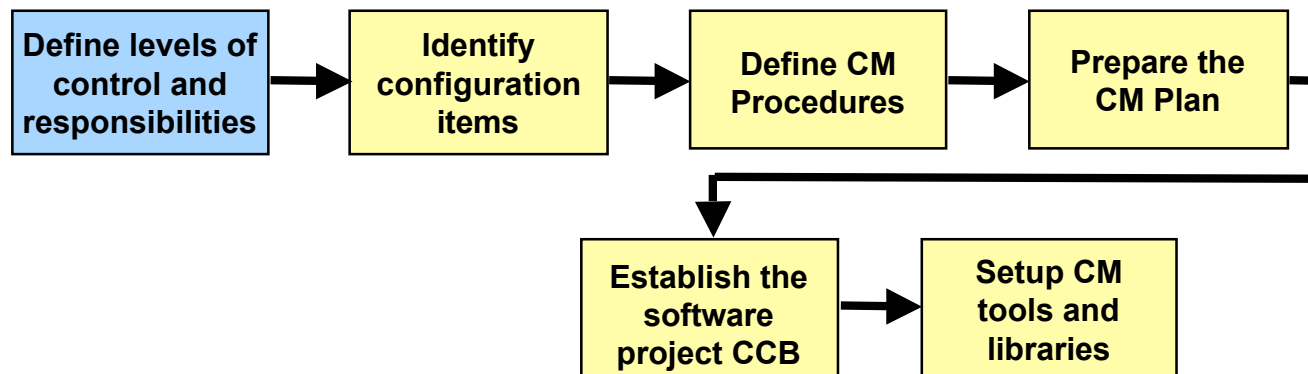 Define levels of
control and
responsibilities
Identify
configuration
items
Define CM
Procedures
Prepare the
CM Plan
Establish the
software
project CCB
Setup CM
tools and
libraries